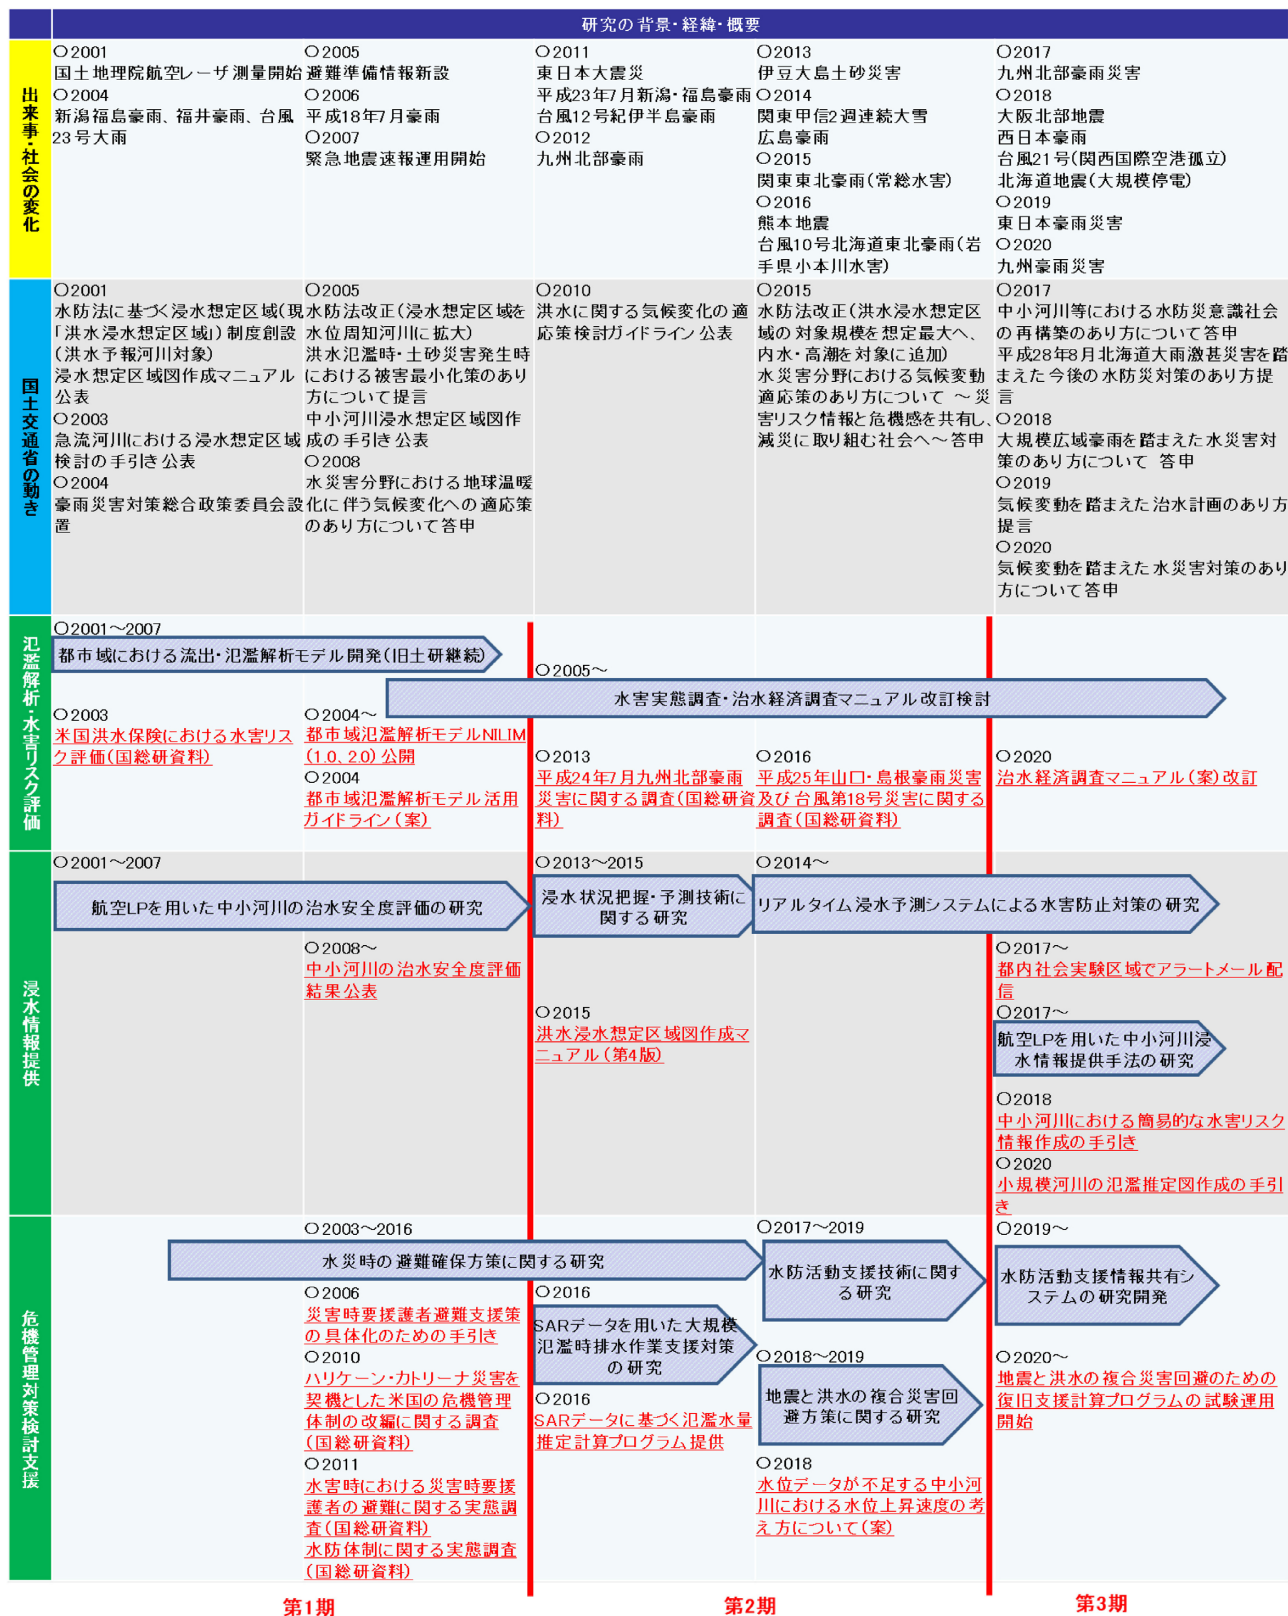 研究の背景・経緯・概要
出来事・社会の変化
〇2001
国土地理院航空レーザ測量開始
〇2004
新潟福島豪雨、福井豪雨、台風
23号大雨
〇2005
避難準備情報新設
〇2006
平成18年7月豪雨
〇2007
緊急地震速報運用開始
〇2011
東日本大震災
平成23年7月新潟・福島豪雨
台風12号紀伊半島豪雨
〇2012
九州北部豪雨
〇2013
伊豆大島土砂災害
〇2014
関東甲信2週連続大雪
広島豪雨
〇2015
関東東北豪雨(常総水害)
〇2016
熊本地震
台風10号北海道東北豪雨(岩
手県小本川水害)
〇2017
九州北部豪雨災害
〇2018
大阪北部地震
西日本豪雨
台風21号(関西国際空港孤立)
北海道地震(大規模停電)
〇2019
東日本豪雨災害
〇2020
九州豪雨災害
国土交通省の動き
〇2001
水防法に基づく浸水想定区域(現
「洪水浸水想定区域」)制度創設
(洪水予報河川対象)
浸水想定区域図作成マニュアル
公表
〇2003
急流河川における浸水想定区域
検討の手引き公表
〇2004
豪雨災害対策総合政策委員会設
置
〇2005
水防法改正(浸水想定区域を
水位周知河川に拡大)
洪水氾濫時・土砂災害発生時
における被害最小化策のあり
方について提言
中小河川浸水想定区域図作
成の手引き公表
〇2008
水災害分野における地球温暖
化に伴う気候変化への適応策
のあり方について答申
〇2010
洪水に関する気候変化の適
応策検討ガイドライン公表
〇2015
水防法改正(洪水浸水想定区
域の対象規模を想定最大へ、
内水・高潮を対象に追加)
水災害分野における気候変動
適応策のあり方について ～災
害リスク情報と危機感を共有し、
減災に取り組む社会へ～答申
〇2017
中小河川等における水防災意識社会
の再構築のあり方について答申
平成28年8月北海道大雨激甚災害を踏
まえた今後の水防災対策のあり方提
言
〇2018
大規模広域豪雨を踏まえた水災害対
策のあり方について 答申
〇2019
気候変動を踏まえた治水計画のあり方
提言
〇2020
気候変動を踏まえた水災害対策のあり
方について答申
氾濫解析・水害リスク評価
〇2001～2007
都市域における流出・氾濫解析モデル開発(旧土研継続)
〇2005～
水害実態調査・治水経済調査マニュアル改訂検討
〇2003
米国洪水保険における水害リス
ク評価(国総研資料)
〇2004～
都市域氾濫解析モデルNILIM
(1.0、2.0)公開
〇2004
都市域氾濫解析モデル活用
ガイドライン(案)
〇2013
平成24年7月九州北部豪雨
災害に関する調査(国総研資
料)
〇2016
平成25年山口・島根豪雨災害
及び台風第18号災害に関する
調査(国総研資料)
〇2020
治水経済調査マニュアル(案)改訂
浸水情報提供
〇2001～2007
航空LPを用いた中小河川の治水安全度評価の研究
〇2008～
中小河川の治水安全度評価
結果公表
〇2013～2015
浸水状況把握・予測技術に
関する研究
〇2015
洪水浸水想定区域図作成マ
ニュアル(第4版)
〇2014～
リアルタイム浸水予測システムによる水害防止対策の研究
〇2017～
都内社会実験区域でアラートメール配
信
〇2017～
航空LPを用いた中小河川浸
水情報提供手法の研究
〇2018
中小河川における簡易的な水害リスク
情報作成の手引き
〇2020
小規模河川の氾濫推定図作成の手引
き
危機管理対策検討支援
〇2003～2016
水災時の避難確保方策に関する研究
〇2006
災害時要援護者避難支援策
の具体化のための手引き
〇2010
ハリケーン・カトリーナ災害を
契機とした米国の危機管理
体制の改編に関する調査
(国総研資料)
〇2011
水害時における災害時要援
護者の避難に関する実態調
査(国総研資料)
水防体制に関する実態調査
(国総研資料)
〇2016
SARデータを用いた大規模
氾濫時排水作業支援対策
の研究
〇2016
SARデータに基づく氾濫水量
推定計算プログラム提供
〇2017～2019
水防活動支援技術に関す
る研究
〇2018～2019
地震と洪水の複合災害回
避方策に関する研究
〇2018
水位データが不足する中小河
川における水位上昇速度の考
え方について(案)
〇2019～
水防活動支援情報共有シ
ステムの研究開発
〇2020～
地震と洪水の複合災害回避のための
復旧支援計算プログラムの試験運用
開始
第1期
第2期
第3期